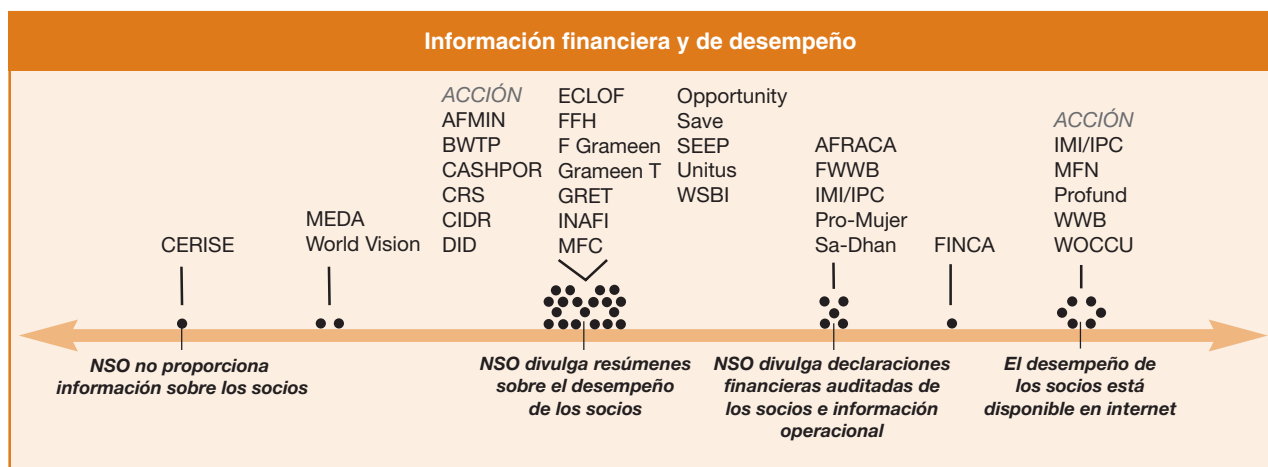 Información financiera y de desempeño
CERISE
MEDA
World Vision
ACCIÓN
AFMIN
BWTP
CASHPOR
CRS
CIDR
DID
ECLOF
FFH
F Grameen
Grameen T
GRET
INAFI
MFC
Opportunity
Save
SEEP
Unitus
WSBI
AFRACA
FWWB
IMI/IPC
Pro-Mujer
Sa-Dhan
FINCA
ACCIÓN
IMI/IPC
MFN
Profund
WWB
WOCCU
NSO no proporciona
información sobre los socios
NSO divulga resúmenes
sobre el desempeño
de los socios
NSO divulga declaraciones
financieras auditadas de
los socios e información
operacional
El desempeño de
los socios está
disponible en internet